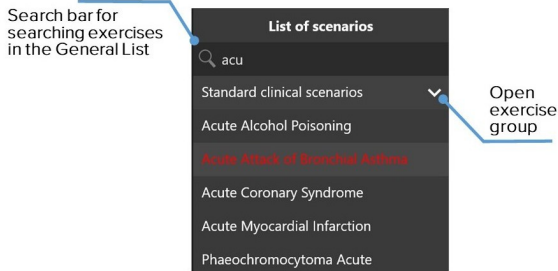 Search bar for
searching exercises
in the General List
List of scenarios
acu
Standard clinical scenarios
Open
exercise
group
Acute Alcohol Poisoning
Acute Attack of Bronchial Asthma
Acute Coronary Syndrome
Acute Myocardial Infarction
Phaeochromocytoma Acute